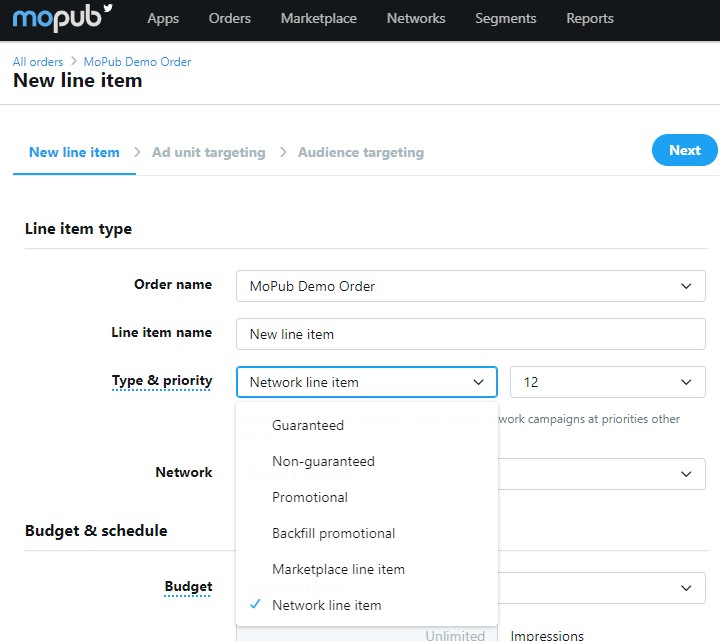 mopub Apps Orders Marketplace Networks Segments Reports
All orders > MoPub Demo Order
New line item
New line item > Ad unit targeting > Audience targeting Next
Line item type
Order name MoPub Demo Order
Line item name New line item
Type & priority Network line item 12
Guaranteed work campaigns at priorities other
Non-guaranteed
Network
Promotional
Backfill promotional
Budget & schedule
Marketplace line item
Budget
Network line item
Unlimited Impressions